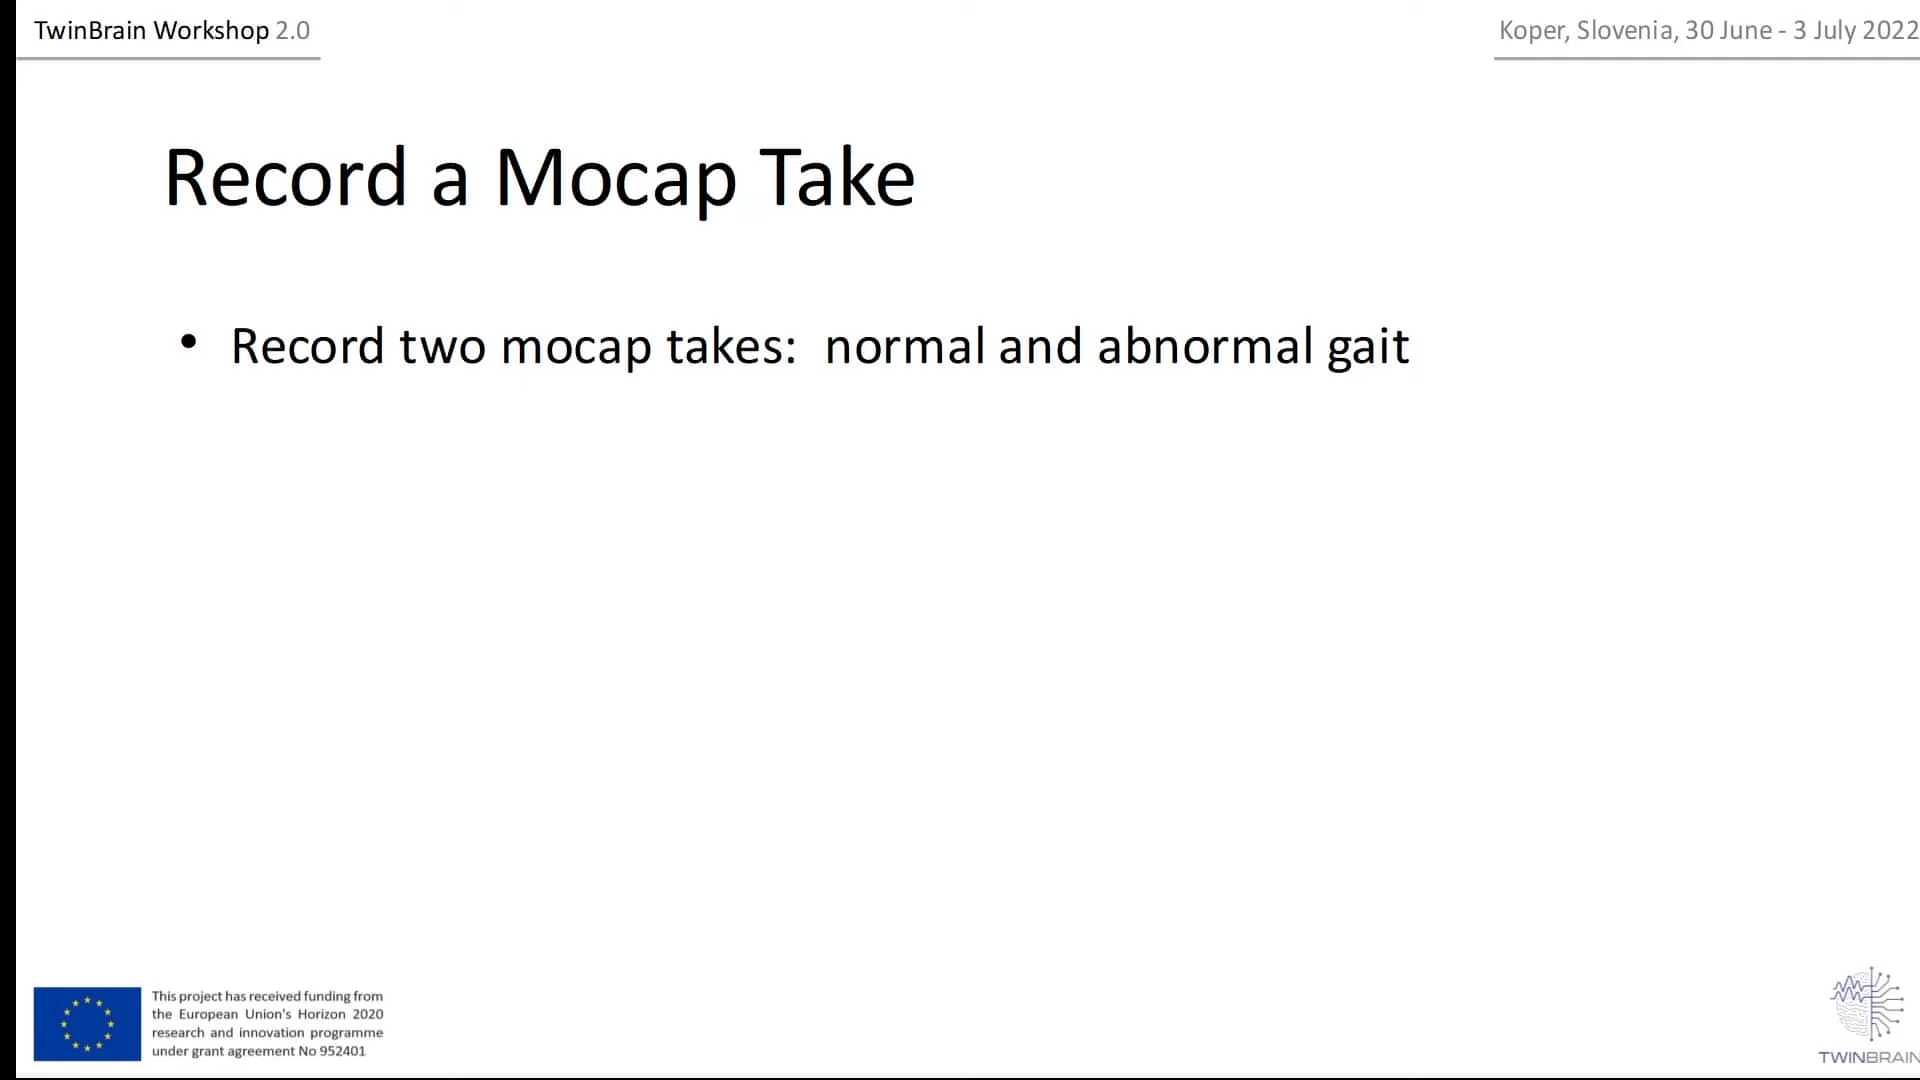 TwinBrain Workshop 2.0
Koper, Slovenia, 30 June - 3 July 2022
Record a Mocap Take
• Record two mocap takes:  normal and abnormal gait
This project has received funding from
the European Union's Horizon 2020
research and innovation programme
under grant agreement No 952401
TWINBRAIN